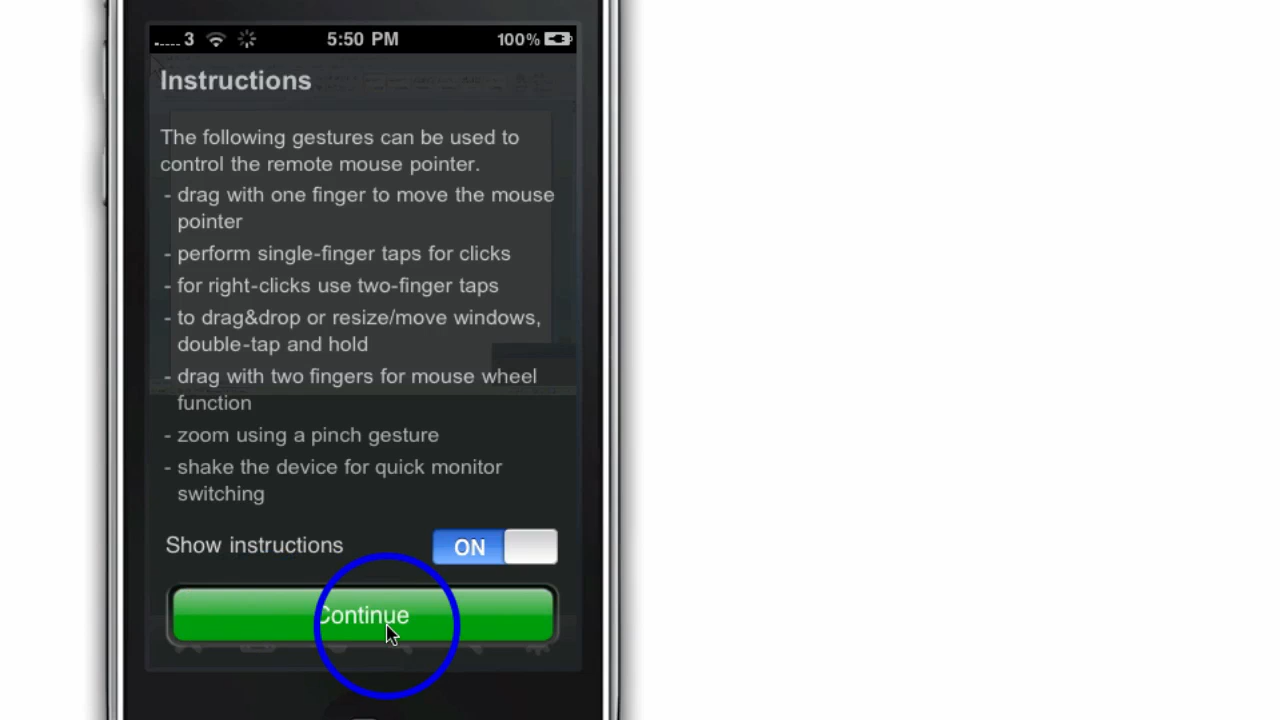 3 5:50 PM 100%
Instructions
The following gestures can be used to
control the remote mouse pointer.
- drag with one finger to move the mouse
pointer
- perform single-finger taps for clicks
- for right-clicks use two-finger taps
- to drag&drop or resize/move windows,
double-tap and hold
- drag with two fingers for mouse wheel
function
- zoom using a pinch gesture
- shake the device for quick monitor
switching
Show instructions ON
Continue